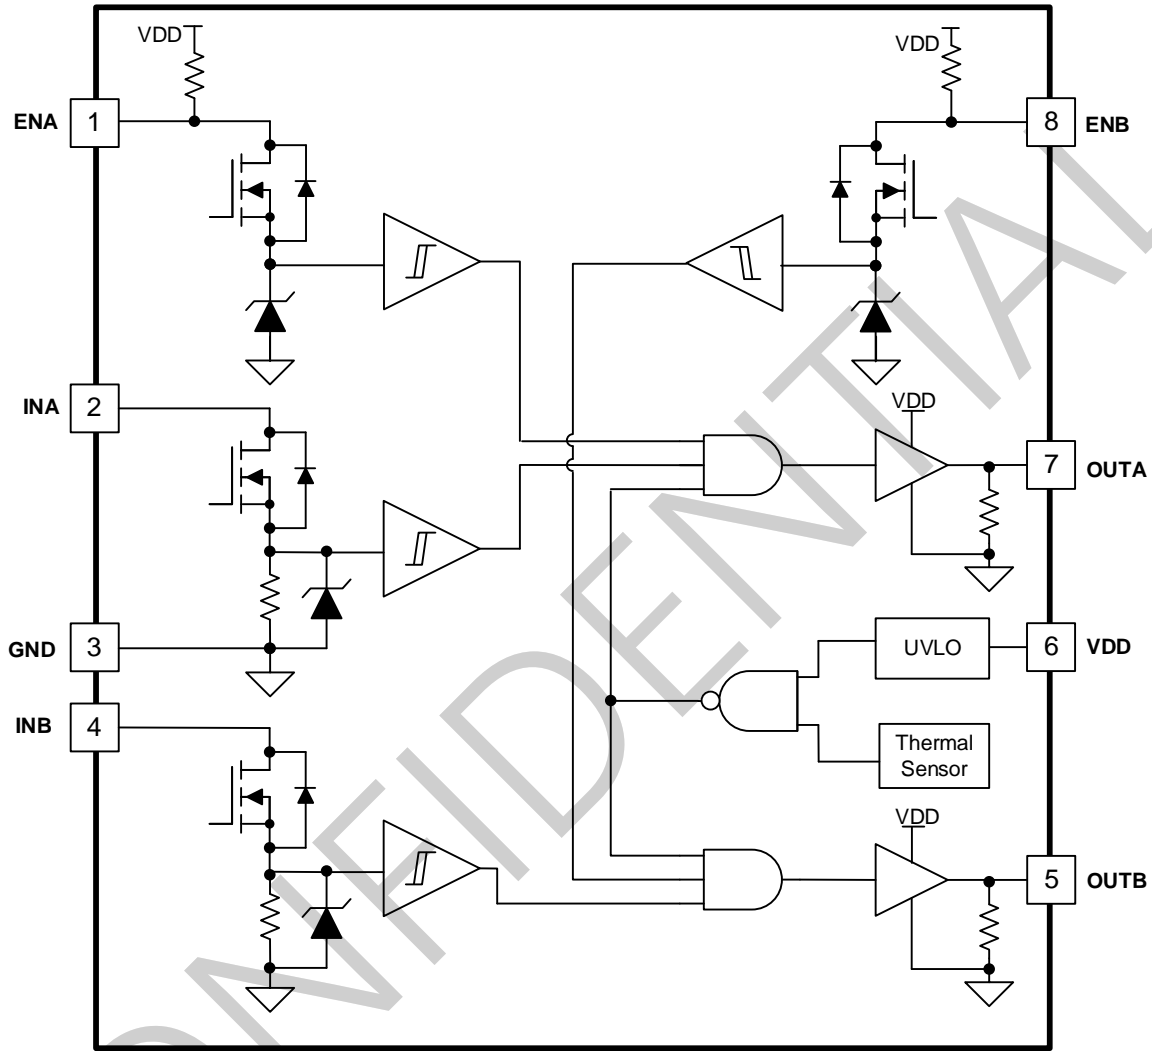 VDD
VDD
ENA 1
8 ENB
INA 2
VDD
7 OUTA
GND 3
UVLO
6 VDD
INB 4
Thermal
Sensor
VDD
5 OUTB
ONFIDENTIAL